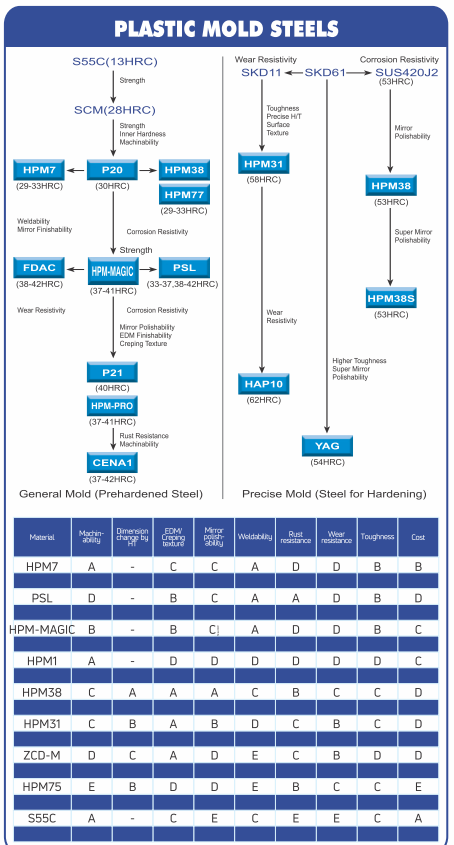 PLASTIC MOLD STEELS
S55C(13HRC)
Strength
SCM(28HRC)
Strength
Inner Hardness
Machinability
HPM7
P20
HPM38
(29-33HRC)
(30HRC)
HPM77
(29-33HRC)
Weldability
Mirror Finishability
Corrosion Resistivity
Strength
FDAC
HPM-MAGIC
PSL
(38-42HRC)
(37-41HRC)
(33-37,38-42HRC)
Wear Resistivity
Corrosion Resistivity
Mirror Polishability
EDM Finishability
Creping Texture
P21
(40HRC)
HPM-PRO
(37-41HRC)
Rust Resistance
Machinability
CENA1
(37-42HRC)
General Mold (Prehardened Steel)
Wear Resistivity
Corrosion Resistivity
SKD11
SKD61
SUS420J2
(53HRC)
Toughness
Precise H/T
Surface
Texture
Mirror
Polishability
HPM31
(58HRC)
HPM38
(53HRC)
Super Mirror
Polishability
HPM38S
(53HRC)
Wear
Resistivity
Higher Toughness
Super Mirror
Polishability
HAP10
(62HRC)
YAG
(54HRC)
Precise Mold (Steel for Hardening)
Material Machin-ability Dimension change by HT EDM/Creping texture Mirror polish-ability Weldability Rust resistance Wear resistance Toughness Cost
HPM7 A - C C A D D B B
PSL D - B C A A D B D
HPM-MAGIC B - B C A D D B C
HPM1 A - D D D D D D C
HPM38 C A A A C B C C D
HPM31 C B A B D C B C D
ZCD-M D C A D E C B D D
HPM75 E B D D E B C C E
S55C A - C E C E E C A